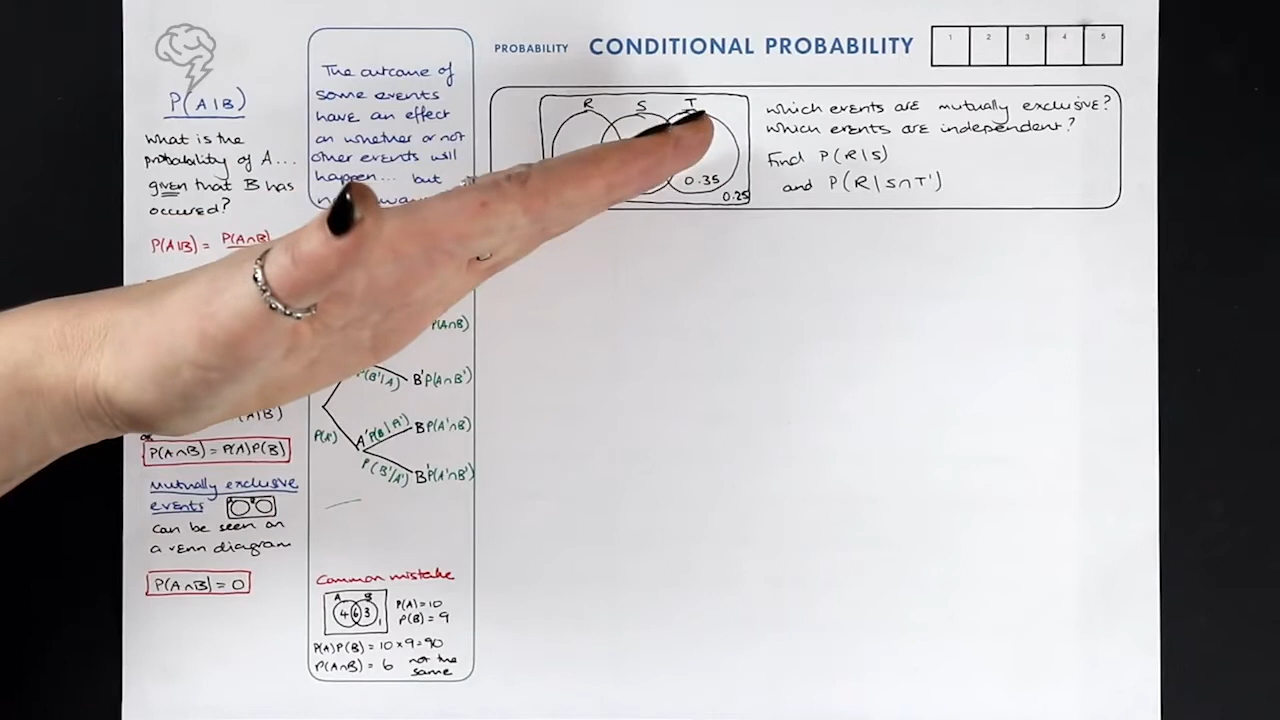 P(A|B)
What is the
probability of A...
given that B has
occured?
P(A|B) = P(A∩B)
(A|B)
OR
P(A∩B) = P(A)P(B)
Mutually exclusive
events
can be seen on
a venn diagram
P(A∩B) = 0
The outcome of
some events
have an effect
on whether or not
other events will
happen... but
P(A∩B)
P(B'|A) B' P(A∩B')
P(A') A' P(B|A') B P(A'∩B)
P(B'|A') B' P(A'∩B')
Common mistake
A B
4 6 3 1
P(A) = 10
P(B) = 9
P(A)P(B) = 10 × 9 = 90
P(A∩B) = 6 not the
same
PROBABILITY CONDITIONAL PROBABILITY 1 2 3 4 5
R S T
0.35
0.25
Which events are mutually exclusive?
Which events are independent?
Find P(R|S)
and P(R|S∩T')